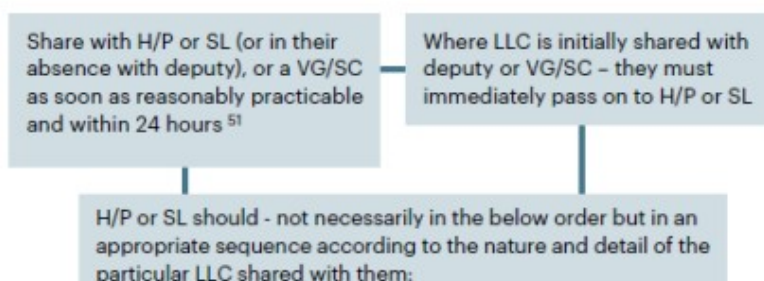 Share with H/P or SL (or in their
absence with deputy), or a VG/SC
as soon as reasonably practicable
and within 24 hours 51
Where LLC is initially shared with
deputy or VG/SC – they must
immediately pass on to H/P or SL
H/P or SL should - not necessarily in the below order but in an
appropriate sequence according to the nature and detail of the
particular LLC shared with them: